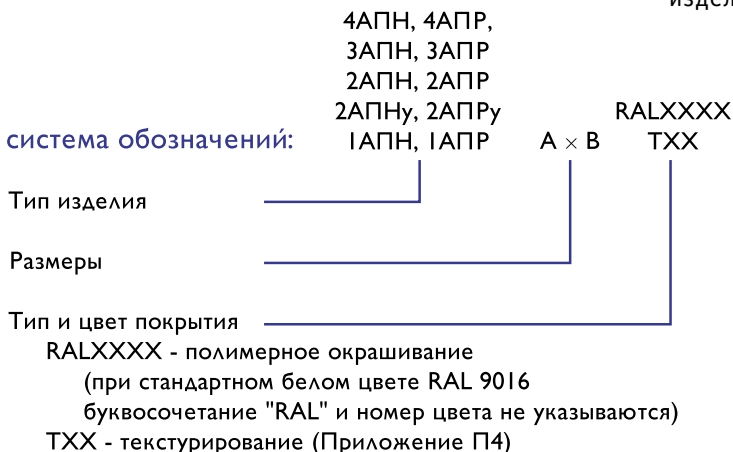 4АПН, 4АПР,
3АПН, 3АПР
2АПН, 2АПР
2АПНу, 2АПРу RALXXXX
система обозначений: 1АПН, 1АПР А × В TXX
Тип изделия
Размеры
Тип и цвет покрытия
RALXXXX - полимерное окрашивание
(при стандартном белом цвете RAL 9016
буквосочетание "RAL" и номер цвета не указываются)
TXX - текстурирование (Приложение П4)